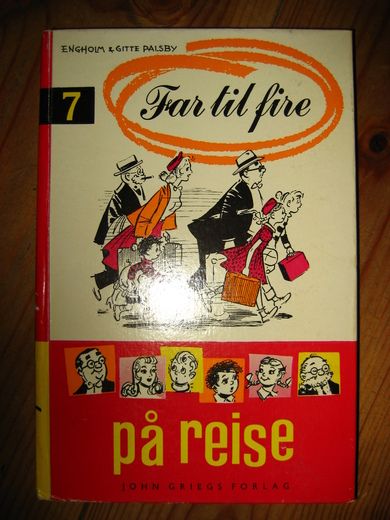 ENGHOLM & GITTE PALSBY
7
Far til fire
på reise
JOHN GRIEGS FORLAG